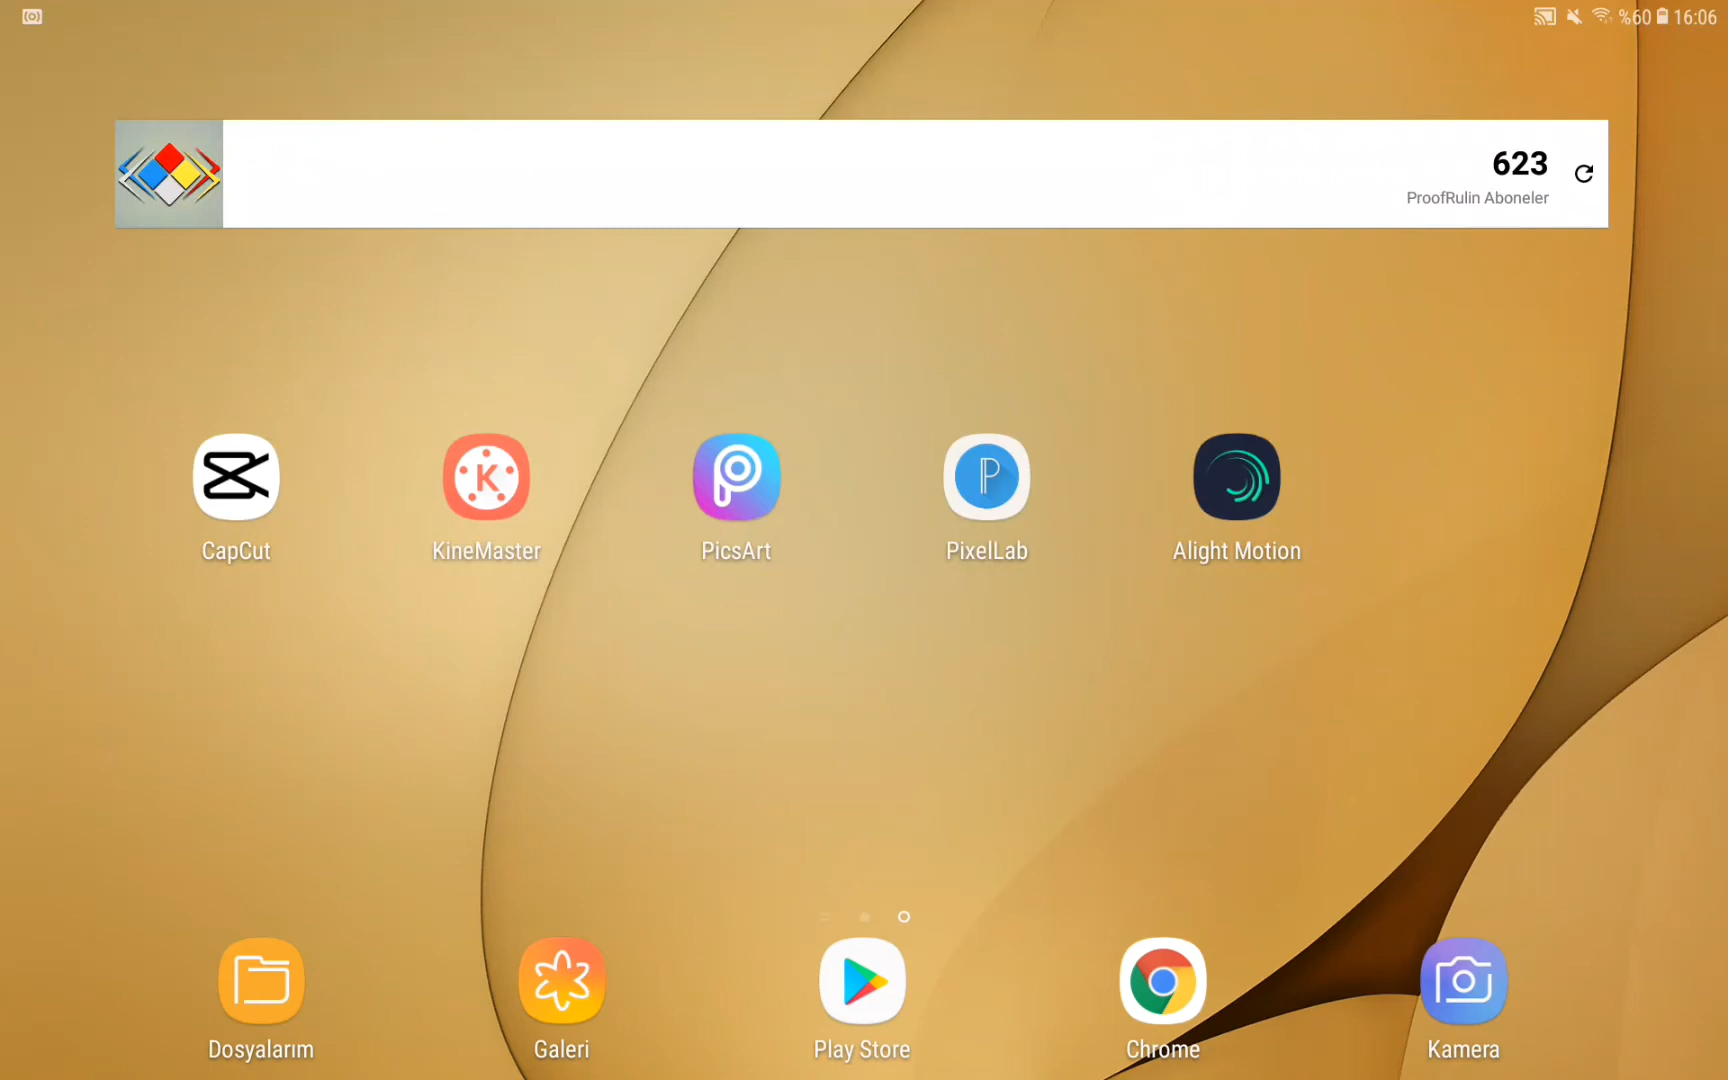 %60 16:06
623
ProofRulin Aboneler
CapCut
KineMaster
PicsArt
PixelLab
Alight Motion
Dosyalarım
Galeri
Play Store
Chrome
Kamera